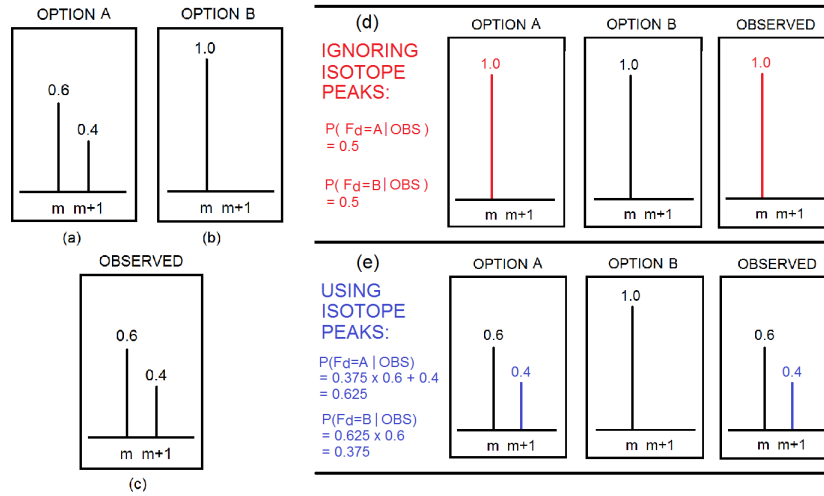 OPTION A
0.6
0.4
m m+1
(a)
OPTION B
1.0
m m+1
(b)
OBSERVED
0.6
0.4
m m+1
(c)
(d)
IGNORING
ISOTOPE
PEAKS:
P( Fd=A | OBS )
= 0.5
P( Fd=B | OBS )
= 0.5
OPTION A
1.0
m m+1
OPTION B
1.0
m m+1
OBSERVED
1.0
m m+1
(e)
USING
ISOTOPE
PEAKS:
P(Fd=A | OBS)
= 0.375 x 0.6 + 0.4
= 0.625
P(Fd=B | OBS)
= 0.625 x 0.6
= 0.375
OPTION A
0.6
0.4
m m+1
OPTION B
1.0
m m+1
OBSERVED
0.6
0.4
m m+1